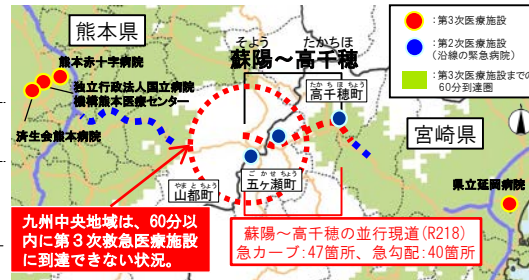 熊本県
熊本赤十字病院
独立行政法人国立病院
機構熊本医療センター
済生会熊本病院
そよう たかちほ
蘇陽～高千穂
たかちほちょう
高千穂町
：第3次医療施設
：第2次医療施設
（沿線の緊急病院）
：第3次医療施設までの
60分到達圏
宮崎県
県立延岡病院
やまとちょう
山都町
ごかせちょう
五ヶ瀬町
九州中央地域は、60分以
内に第3次救急医療施設
に到達できない状況。
蘇陽～高千穂の並行現道(R218)
急カーブ:47箇所、急勾配:40箇所